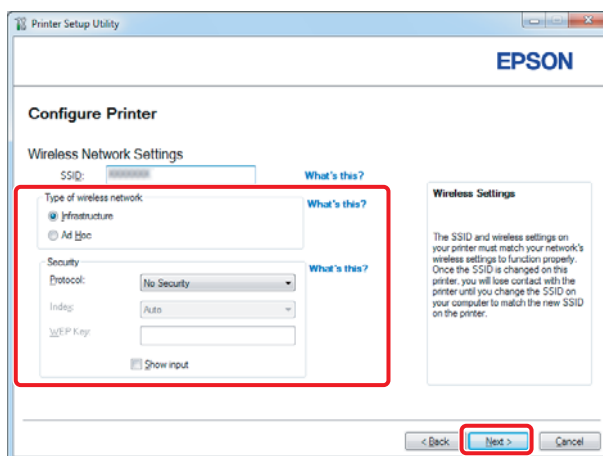 Printer Setup Utility
EPSON
Configure Printer
Wireless Network Settings
SSID: XXXXXXXX What's this?
Type of wireless network What's this?
Infrastructure
Ad Hoc
Security What's this?
Protocol: No Security
Index: Auto
WEP Key:
Show input
Wireless Settings
The SSID and wireless settings on
your printer must match your network's
wireless settings to function properly.
Once the SSID is changed on this
printer, you will lose contact with the
printer until you change the SSID on
your computer to match the new SSID
on the printer.
< Back Next > Cancel